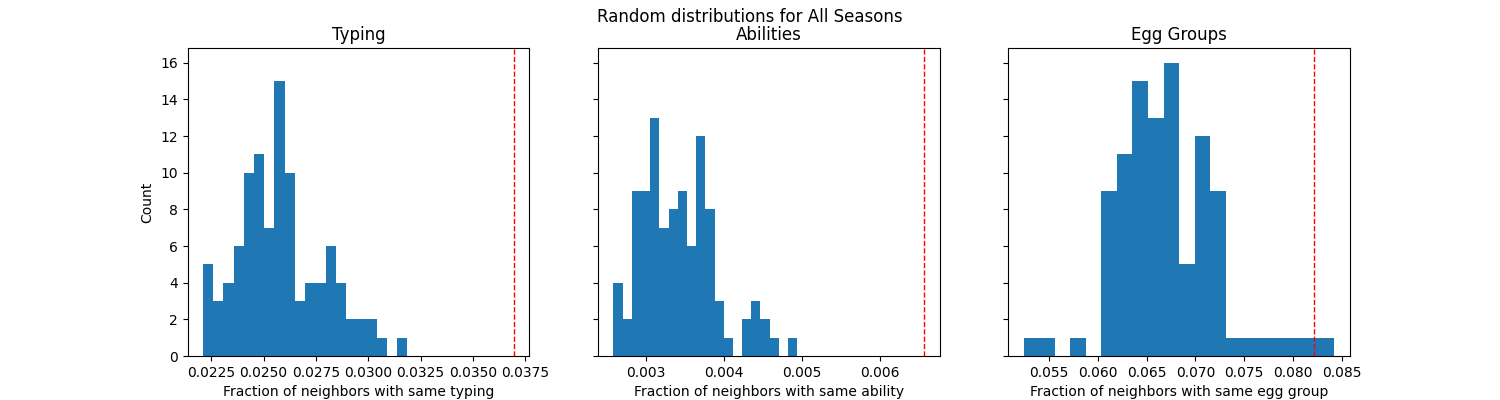 Random distributions for All Seasons
Typing
Abilities
Egg Groups
Count
16
14
12
10
8
6
4
2
0
0.0225 0.0250 0.0275 0.0300 0.0325 0.0350 0.0375
0.003 0.004 0.005 0.006
0.055 0.060 0.065 0.070 0.075 0.080 0.085
Fraction of neighbors with same typing
Fraction of neighbors with same ability
Fraction of neighbors with same egg group